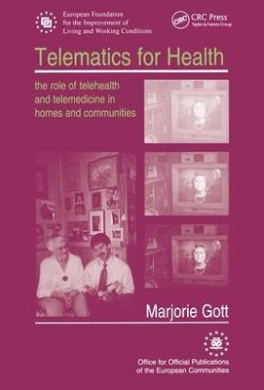 European Foundation
for the Improvement of
Living and Working Conditions
CRC Press
Taylor & Francis Group
Telematics for Health
the role of telehealth
and telemedicine in
homes and communities
Marjorie Gott
Office for Official Publications
of the European Communities